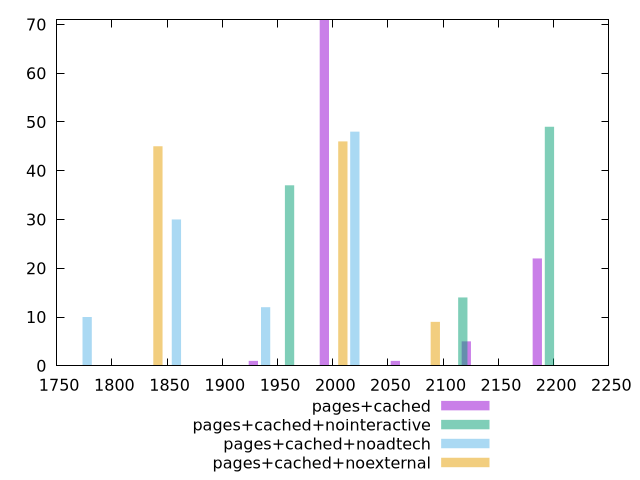 70
60
50
40
30
20
10
0
1750 1800 1850 1900 1950 2000 2050 2100 2150 2200 2250
pages+cached
pages+cached+nointeractive
pages+cached+noadtech
pages+cached+noexternal